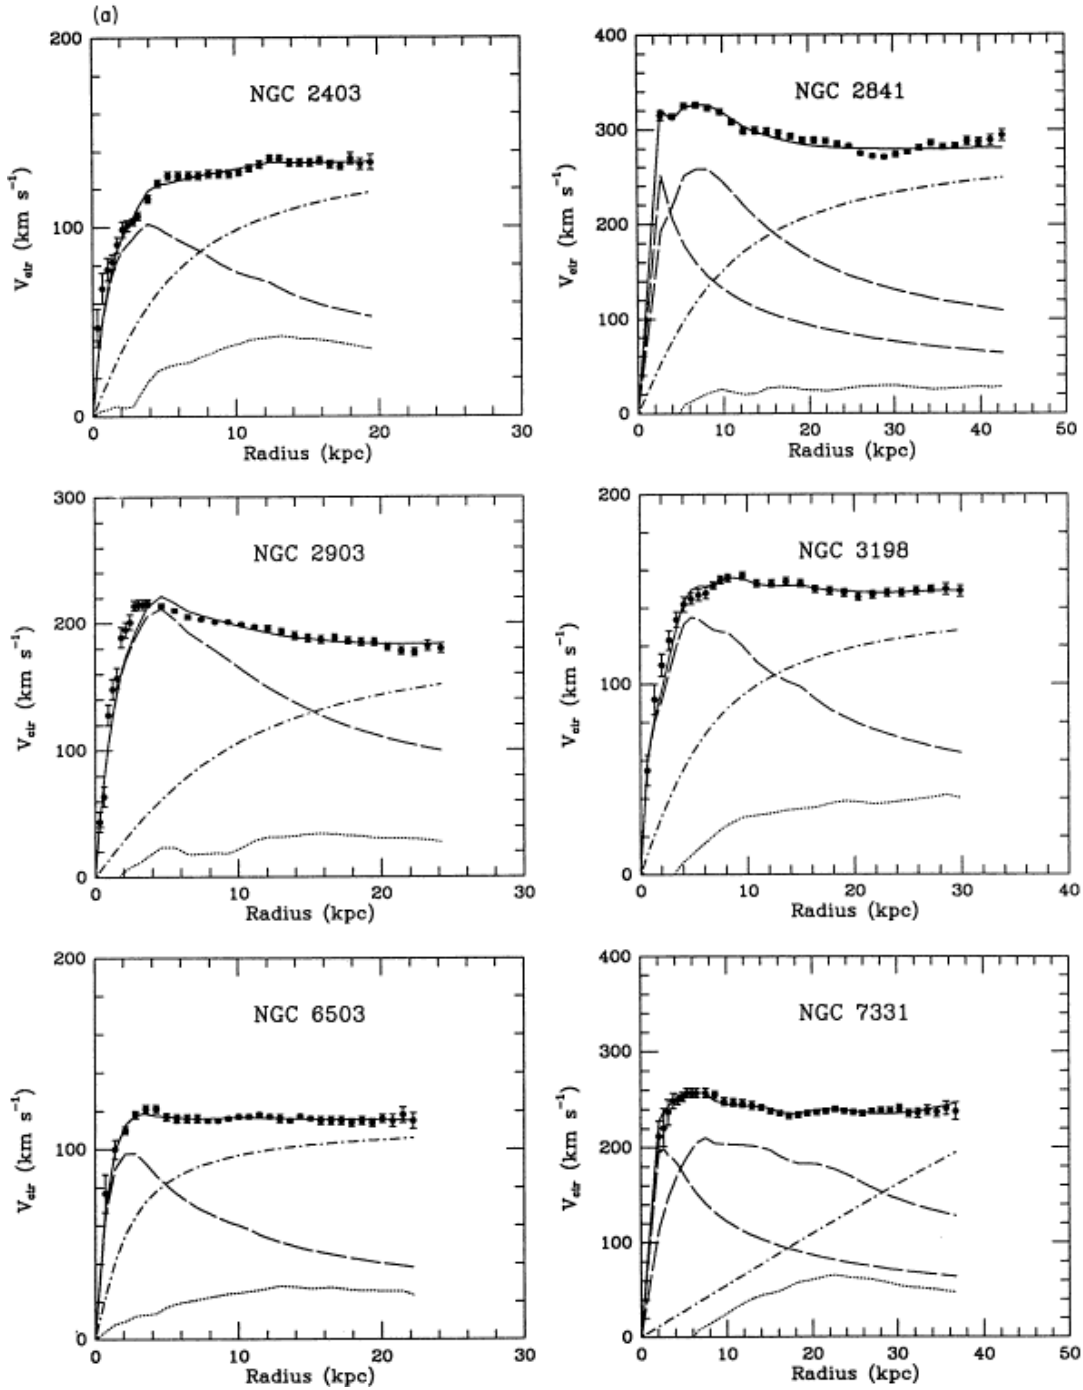 (a)
200
100
0
V_cir (km s⁻¹)
NGC 2403
0 10 20 30
Radius (kpc)
400
300
200
100
0
V_cir (km s⁻¹)
NGC 2841
0 10 20 30 40 50
Radius (kpc)
300
200
100
0
V_cir (km s⁻¹)
NGC 2903
0 10 20 30
Radius (kpc)
200
100
0
V_cir (km s⁻¹)
NGC 3198
0 10 20 30 40
Radius (kpc)
200
100
0
V_cir (km s⁻¹)
NGC 6503
0 10 20 30
Radius (kpc)
400
300
200
100
0
V_cir (km s⁻¹)
NGC 7331
0 10 20 30 40 50
Radius (kpc)